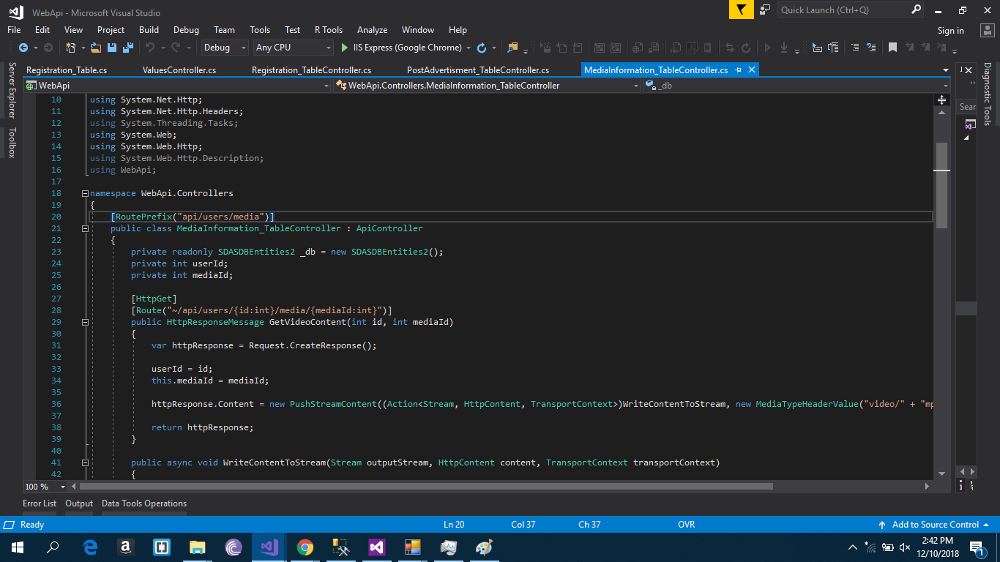 WebApi - Microsoft Visual Studio
Quick Launch (Ctrl+Q)
File Edit View Project Build Debug Team Tools Test R Tools Analyze Window Help
Sign in
Debug Any CPU IIS Express (Google Chrome)
Server Explorer
Toolbox
Registration_Table.cs ValuesController.cs Registration_TableController.cs PostAdvertisment_TableController.cs MediaInformation_TableController.cs
WebApi WebApi.Controllers.MediaInformation_TableController _db
10 using System.Net.Http;
11 using System.Net.Http.Headers;
12 using System.Threading.Tasks;
13 using System.Web;
14 using System.Web.Http;
15 using System.Web.Http.Description;
16 using WebApi;
17
18 namespace WebApi.Controllers
19 {
20 [RoutePrefix("api/users/media")]
21 public class MediaInformation_TableController : ApiController
22 {
23 private readonly SDASDBEntities2 _db = new SDASDBEntities2();
24 private int userId;
25 private int mediaId;
26
27 [HttpGet]
28 [Route("~/api/users/{id:int}/media/{mediaId:int}")]
29 public HttpResponseMessage GetVideoContent(int id, int mediaId)
30 {
31 var httpResponse = Request.CreateResponse();
32
33 userId = id;
34 this.mediaId = mediaId;
35
36 httpResponse.Content = new PushStreamContent((Action<Stream, HttpContent, TransportContext>)WriteContentToStream, new MediaTypeHeaderValue("video/" + "mp
37
38 return httpResponse;
39 }
40
41 public async void WriteContentToStream(Stream outputStream, HttpContent content, TransportContext transportContext)
42 {
Sear
Diagnostic Tools
100 %
Error List Output Data Tools Operations
Ready Ln 20 Col 37 Ch 37 OVR Add to Source Control
2:42 PM
12/10/2018
1